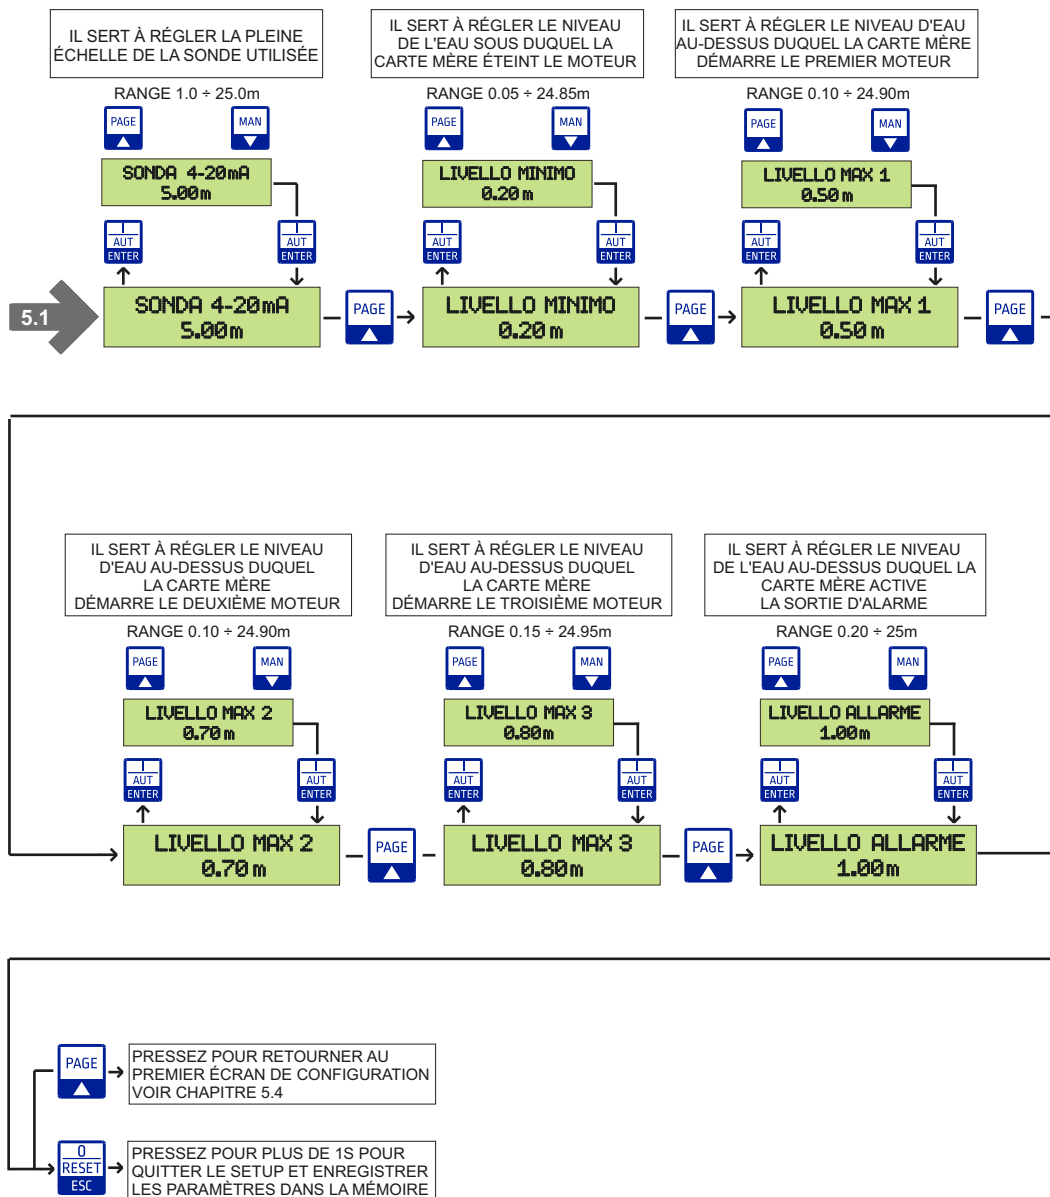 IL SERT À RÉGLER LA PLEINE
ÉCHELLE DE LA SONDE UTILISÉE
RANGE 1.0 ÷ 25.0m
PAGE
MAN
SONDA 4-20mA
5.00m
AUT
ENTER
AUT
ENTER
5.1
SONDA 4-20mA
5.00m
PAGE
IL SERT À RÉGLER LE NIVEAU
DE L'EAU SOUS DUQUEL LA
CARTE MÈRE ÉTEINT LE MOTEUR
RANGE 0.05 ÷ 24.85m
PAGE
MAN
LIVELLO MINIMO
0.20 m
AUT
ENTER
AUT
ENTER
LIVELLO MINIMO
0.20 m
PAGE
IL SERT À RÉGLER LE NIVEAU D'EAU
AU-DESSUS DUQUEL LA CARTE MÈRE
DÉMARRE LE PREMIER MOTEUR
RANGE 0.10 ÷ 24.90m
PAGE
MAN
LIVELLO MAX 1
0.50 m
AUT
ENTER
AUT
ENTER
LIVELLO MAX 1
0.50 m
PAGE
IL SERT À RÉGLER LE NIVEAU
D'EAU AU-DESSUS DUQUEL
LA CARTE MÈRE
DÉMARRE LE DEUXIÈME MOTEUR
RANGE 0.10 ÷ 24.90m
PAGE
MAN
LIVELLO MAX 2
0.70 m
AUT
ENTER
AUT
ENTER
LIVELLO MAX 2
0.70 m
PAGE
IL SERT À RÉGLER LE NIVEAU
D'EAU AU-DESSUS DUQUEL
LA CARTE MÈRE
DÉMARRE LE TROISIÈME MOTEUR
RANGE 0.15 ÷ 24.95m
PAGE
MAN
LIVELLO MAX 3
0.80m
AUT
ENTER
AUT
ENTER
LIVELLO MAX 3
0.80m
PAGE
IL SERT À RÉGLER LE NIVEAU
DE L'EAU AU-DESSUS DUQUEL LA
CARTE MÈRE ACTIVE
LA SORTIE D'ALARME
RANGE 0.20 ÷ 25m
PAGE
MAN
LIVELLO ALLARME
1.00m
AUT
ENTER
AUT
ENTER
LIVELLO ALLARME
1.00m
PAGE
PRESSEZ POUR RETOURNER AU
PREMIER ÉCRAN DE CONFIGURATION
VOIR CHAPITRE 5.4
0
RESET
ESC
PRESSEZ POUR PLUS DE 1S POUR
QUITTER LE SETUP ET ENREGISTRER
LES PARAMÈTRES DANS LA MÉMOIRE